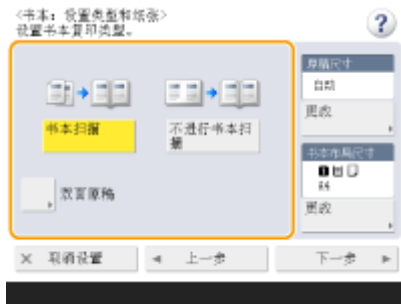 <书本：设置类型和纸张>
设置书本复印类型。
?
书本扫描
不进行书本扫
描
双面原稿
原稿尺寸
自动
更改
书本布局尺寸
A4
更改
× 取消设置
上一步
下一步